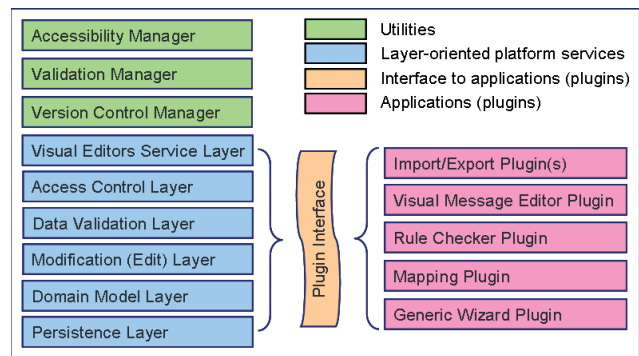 Accessibility Manager
Validation Manager
Version Control Manager
Visual Editors Service Layer
Access Control Layer
Data Validation Layer
Modification (Edit) Layer
Domain Model Layer
Persistence Layer
Plugin Interface
Utilities
Layer-oriented platform services
Interface to applications (plugins)
Applications (plugins)
Import/Export Plugin(s)
Visual Message Editor Plugin
Rule Checker Plugin
Mapping Plugin
Generic Wizard Plugin